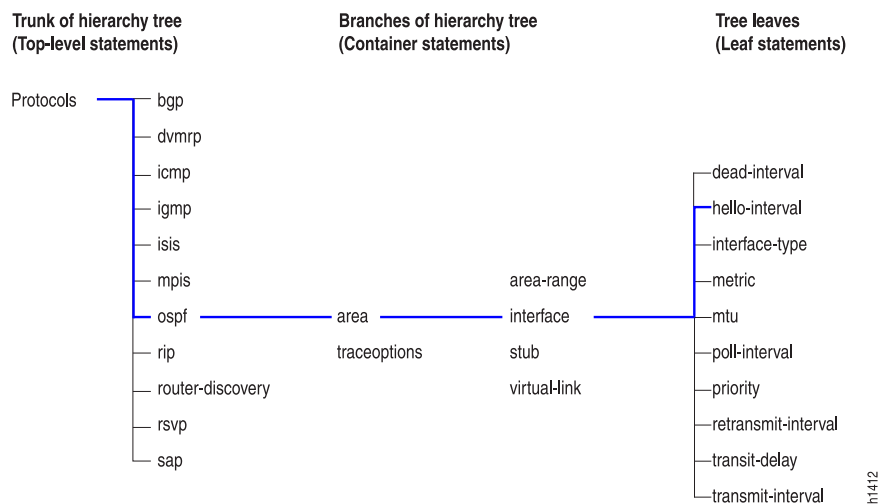 Trunk of hierarchy tree
(Top-level statements)
Branches of hierarchy tree
(Container statements)
Tree leaves
(Leaf statements)
Protocols
bgp
dvmrp
icmp
igmp
isis
mpis
ospf
rip
router-discovery
rsvp
sap
area
traceoptions
area-range
interface
stub
virtual-link
dead-interval
hello-interval
interface-type
metric
mtu
poll-interval
priority
retransmit-interval
transit-delay
transmit-interval
h1412